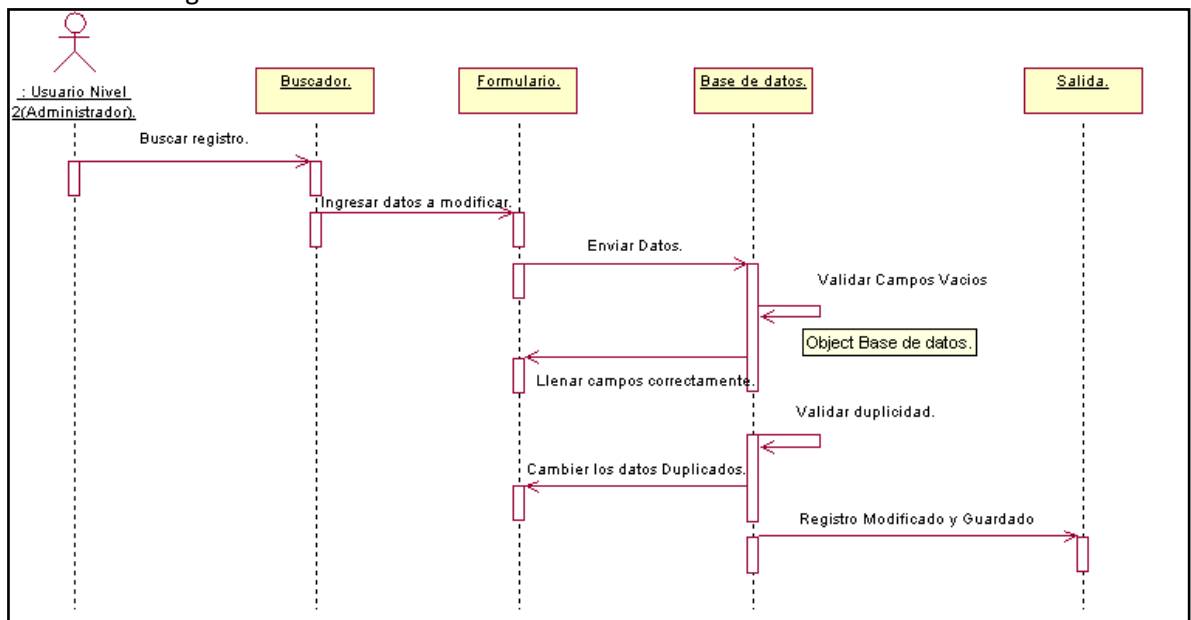 Buscador.
Formulario.
Base de datos.
Salida.
: Usuario Nivel
2(Administrador).
Buscar registro.
Ingresar datos a modificar.
Enviar Datos.
Validar Campos Vacios
Object Base de datos.
Llenar campos correctamente.
Validar duplicidad.
Cambier los datos Duplicados.
Registro Modificado y Guardado